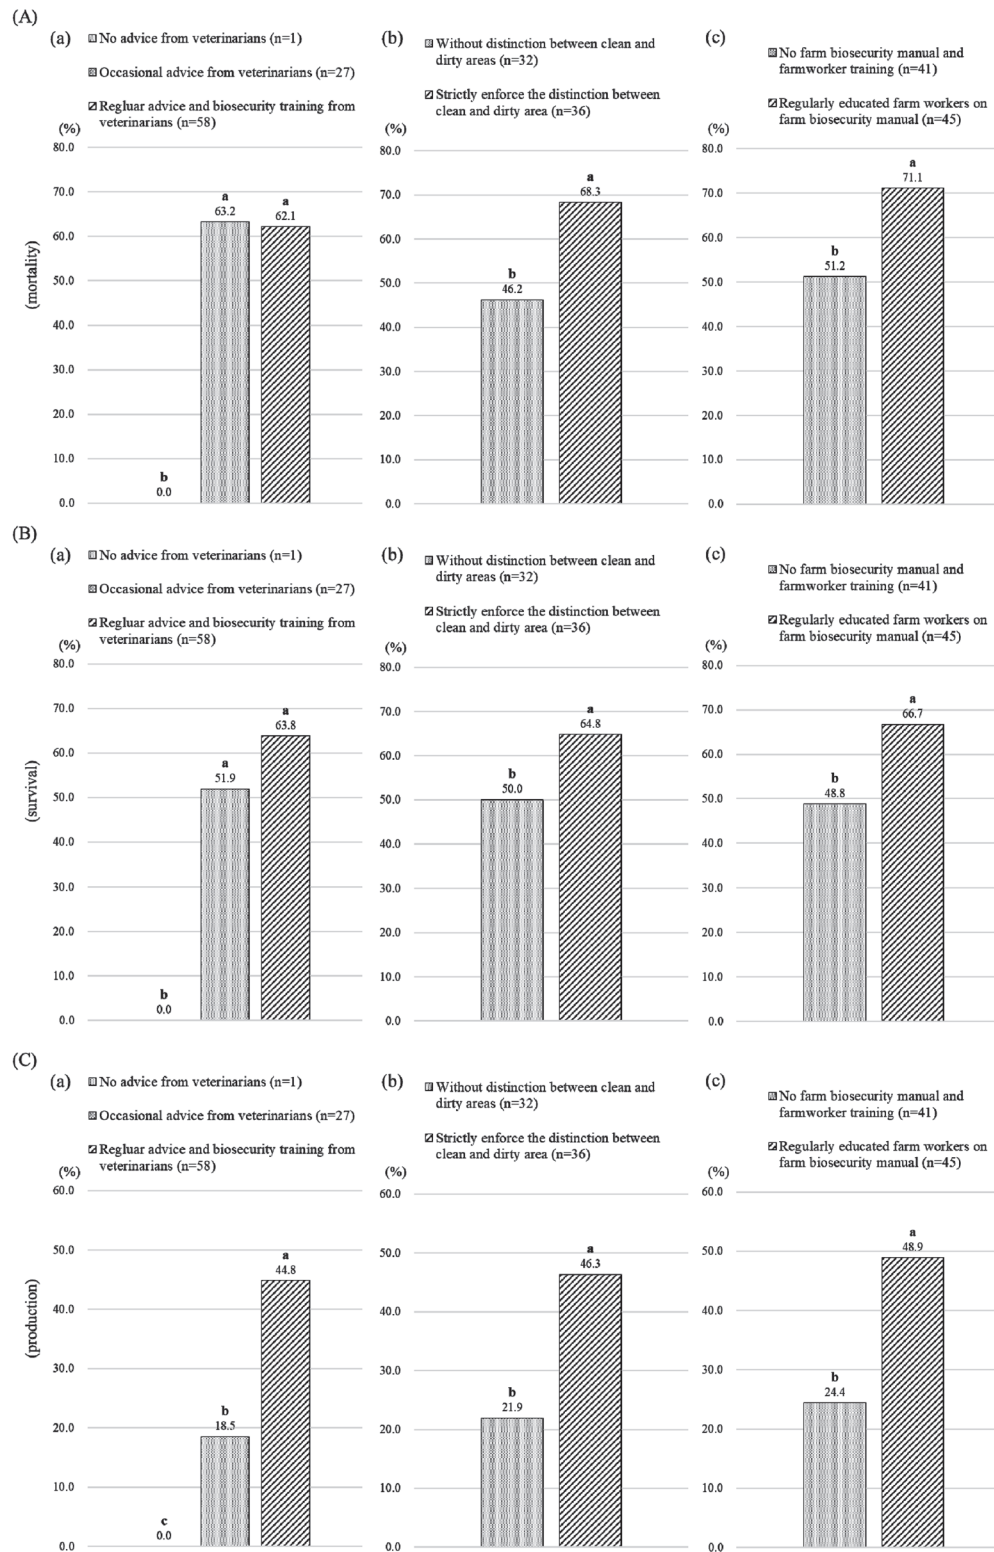 (A)
(a)
No advice from veterinarians (n=1)
Occasional advice from veterinarians (n=27)
Regluar advice and biosecurity training from
veterinarians (n=58)
(%)
80.0
70.0
60.0
50.0
40.0
30.0
20.0
10.0
0.0
(mortality)
b
0.0
a
63.2
a
62.1
(b)
Without distinction between clean and
dirty areas (n=32)
Strictly enforce the distinction between
clean and dirty area (n=36)
(%)
80.0
70.0
60.0
50.0
40.0
30.0
20.0
10.0
0.0
b
46.2
a
68.3
(c)
No farm biosecurity manual and
farmworker training (n=41)
Regularly educated farm workers on
farm biosecurity manual (n=45)
(%)
80.0
70.0
60.0
50.0
40.0
30.0
20.0
10.0
0.0
b
51.2
a
71.1
(B)
(a)
No advice from veterinarians (n=1)
Occasional advice from veterinarians (n=27)
Regluar advice and biosecurity training from
veterinarians (n=58)
(%)
80.0
70.0
60.0
50.0
40.0
30.0
20.0
10.0
0.0
(survival)
b
0.0
a
51.9
a
63.8
(b)
Without distinction between clean and
dirty areas (n=32)
Strictly enforce the distinction between
clean and dirty area (n=36)
(%)
80.0
70.0
60.0
50.0
40.0
30.0
20.0
10.0
0.0
b
50.0
a
64.8
(c)
No farm biosecurity manual and
farmworker training (n=41)
Regularly educated farm workers on
farm biosecurity manual (n=45)
(%)
80.0
70.0
60.0
50.0
40.0
30.0
20.0
10.0
0.0
b
48.8
a
66.7
(C)
(a)
No advice from veterinarians (n=1)
Occasional advice from veterinarians (n=27)
Regluar advice and biosecurity training from
veterinarians (n=58)
(%)
60.0
50.0
40.0
30.0
20.0
10.0
0.0
(production)
c
0.0
b
18.5
a
44.8
(b)
Without distinction between clean and
dirty areas (n=32)
Strictly enforce the distinction between
clean and dirty area (n=36)
(%)
60.0
50.0
40.0
30.0
20.0
10.0
0.0
b
21.9
a
46.3
(c)
No farm biosecurity manual and
farmworker training (n=41)
Regularly educated farm workers on
farm biosecurity manual (n=45)
(%)
60.0
50.0
40.0
30.0
20.0
10.0
0.0
b
24.4
a
48.9